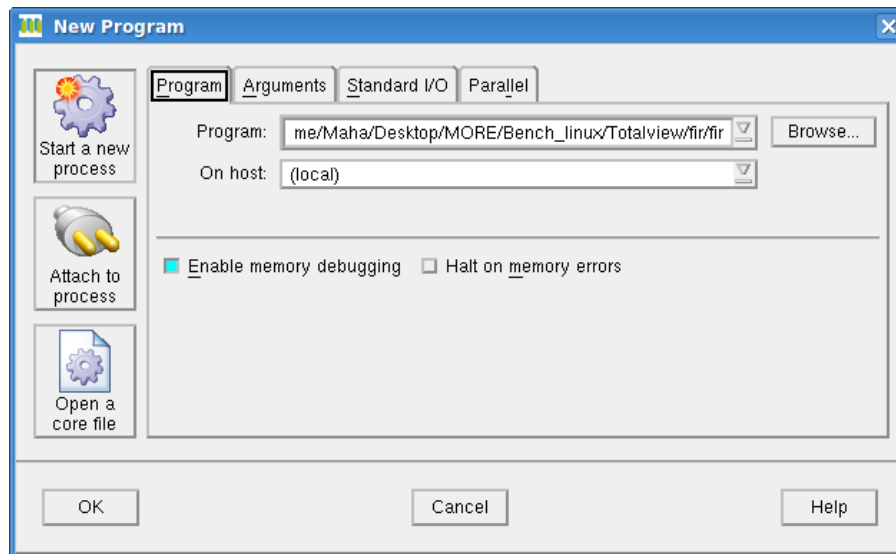 New Program
Start a new
process
Attach to
process
Open a
core file
Program Arguments Standard I/O Parallel
Program: me/Maha/Desktop/MORE/Bench_linux/Totalview/fir/fir Browse...
On host: (local)
Enable memory debugging Halt on memory errors
OK Cancel Help